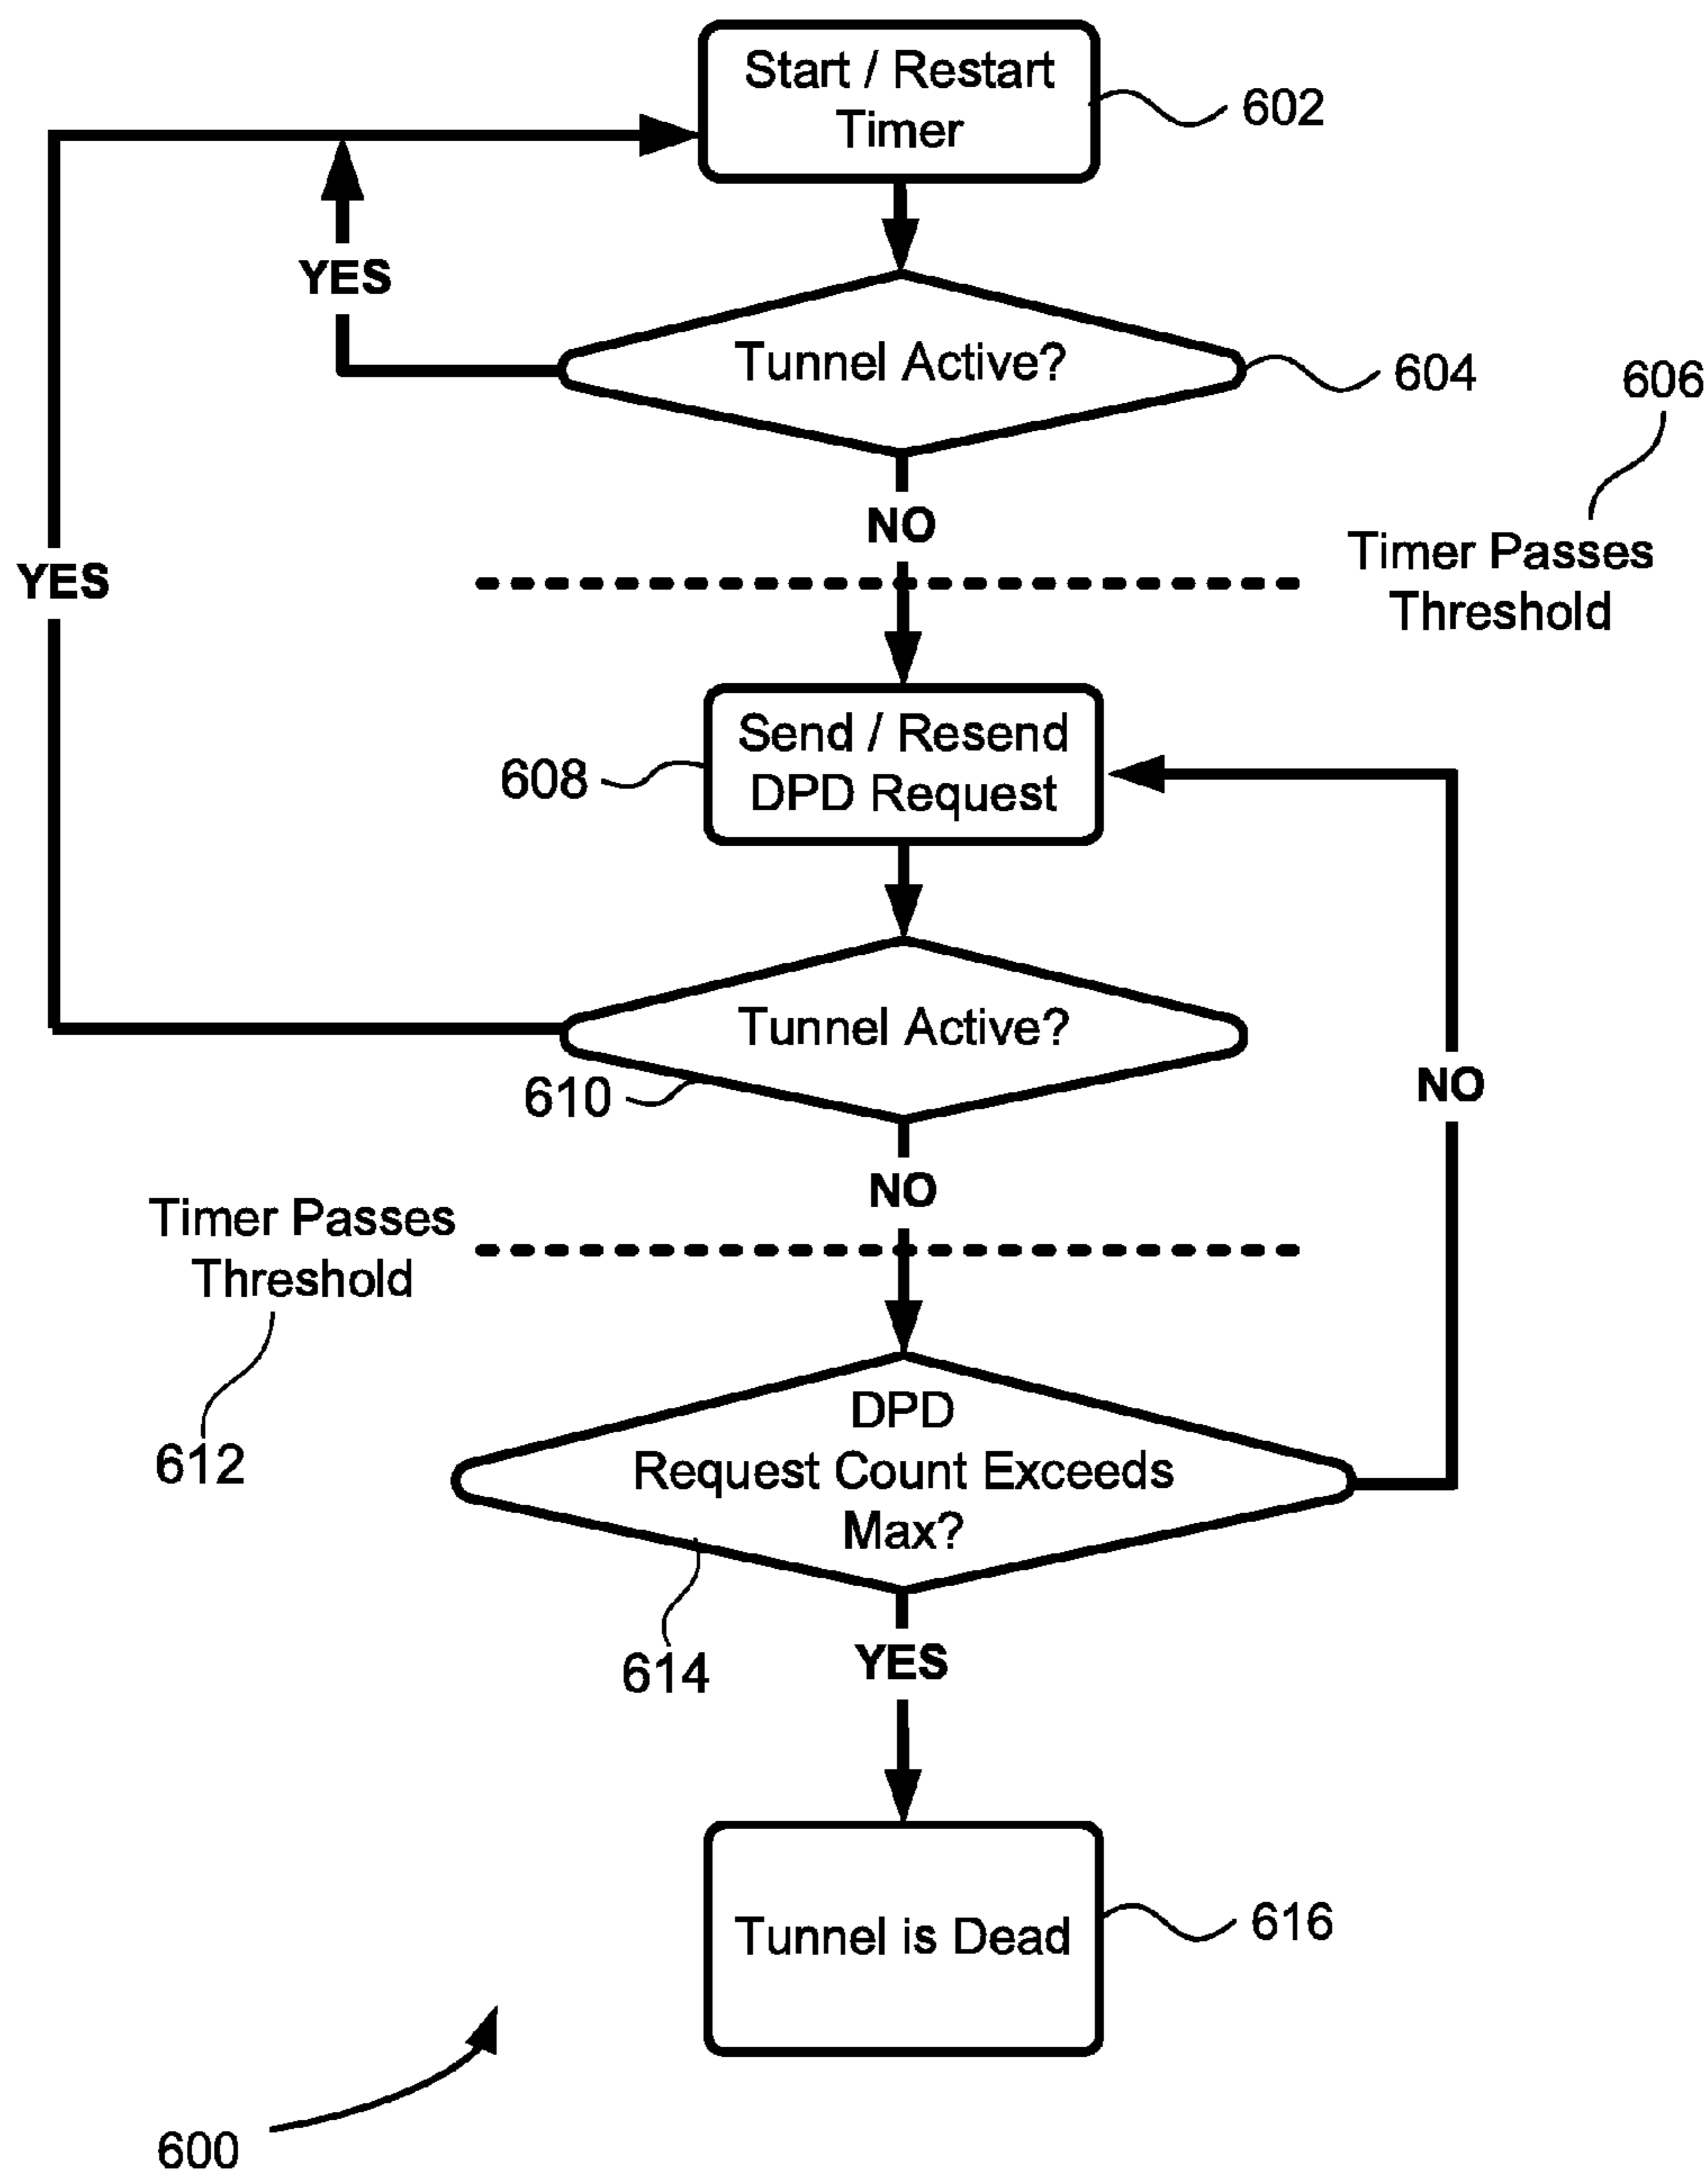 Start / Restart
Timer
602
YES
Tunnel Active?
604
606
NO
Timer Passes
Threshold
YES
Send / Resend
DPD Request
608
Tunnel Active?
610
NO
NO
Timer Passes
Threshold
612
DPD
Request Count Exceeds
Max?
614
YES
Tunnel is Dead
616
600